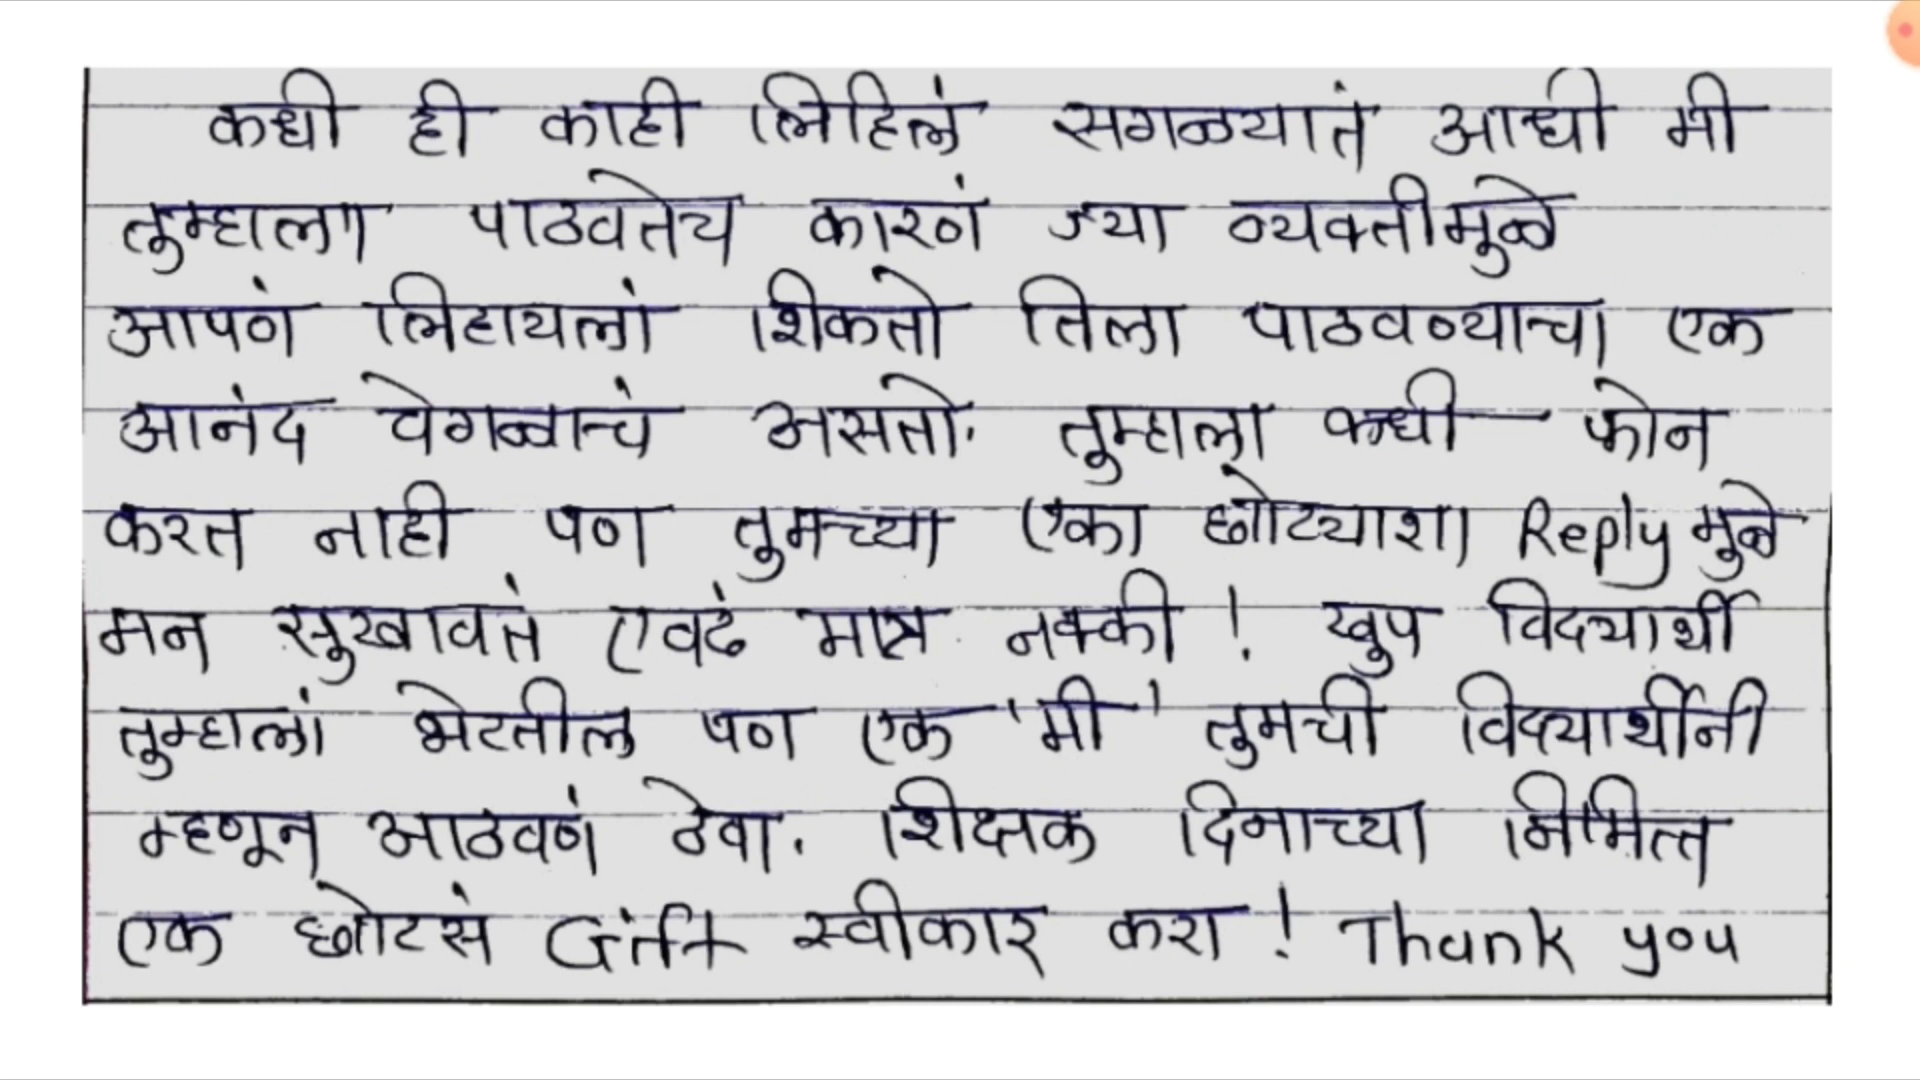 कधी ही काही लिहिलं सगळ्यातं आधी मी
तुम्हाला पाठवतेय कारणं ज्या व्यक्तीमुळे
आपणं लिहायलां शिकतो तिला पाठवण्याचा एक
आनंद वेगळाचं असतो. तुम्हाला कधी फोन
करत नाही पण तुमच्या एका छोट्याशा Reply मुळे
मन सुखावतं एवढं मात्र नक्की ! खुप विद्यार्थी
तुम्हालां भेटतील पण एक 'मी' तुमची विद्यार्थीनी
म्हणून आठवणं ठेवा. शिक्षक दिनाच्या निमित्त
एक छोटसं Gift स्वीकार करा ! Thank you